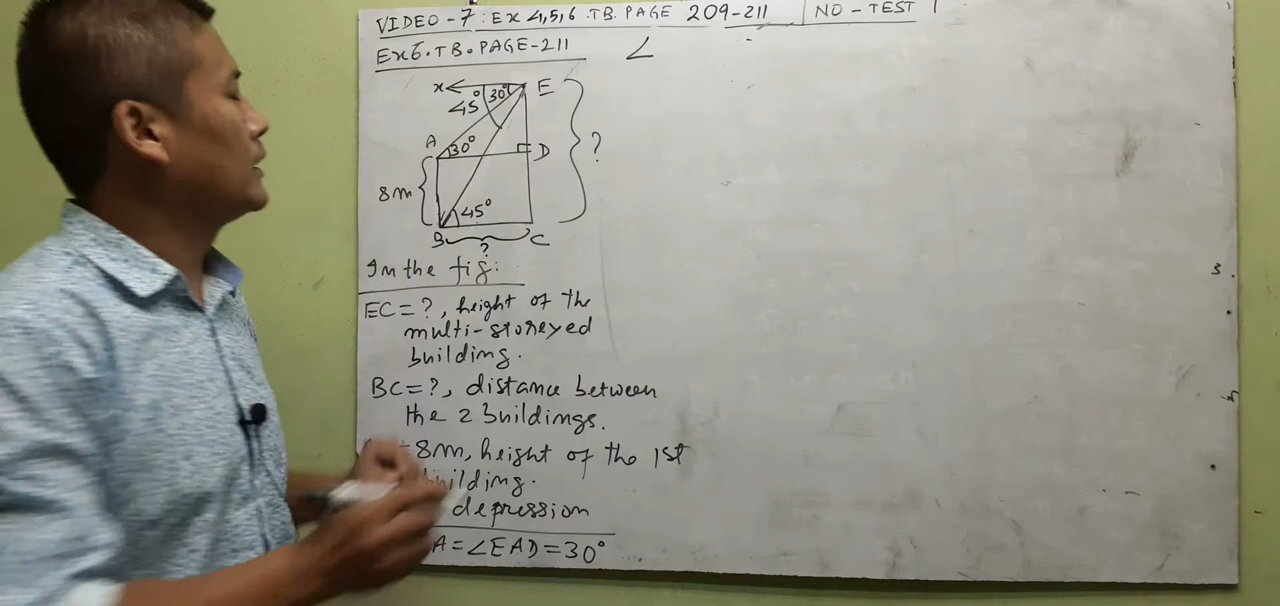 VIDEO-7: Ex 4,5,6.TB.PAGE 209-211 NO-TEST
Ex6.TB.PAGE-211
∠
x E
45° 30°
A 30° D
8m ?
45°
B C
?
In the fig:
EC=?, height of the
multi-storeyed
building.
BC=?, distance between
the 2 buildings.
=8m, height of the 1st
building.
depression
A=∠EAD=30°
3.